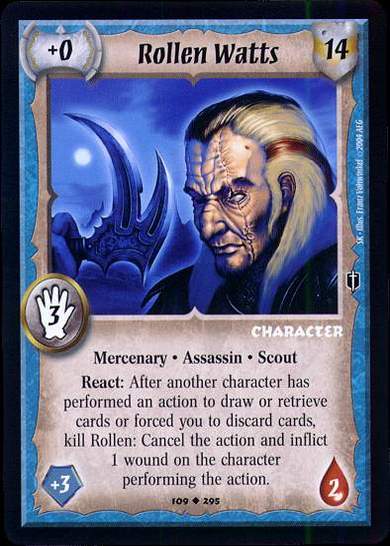 +0
Rollen Watts
14
SK • Illus. Franz Vohwinkel ©2004 AEG
3
CHARACTER
Mercenary • Assassin • Scout
React: After another character has
performed an action to draw or retrieve
cards or forced you to discard cards,
kill Rollen: Cancel the action and inflict
1 wound on the character
performing the action.
+3
109 ◆ 295
2